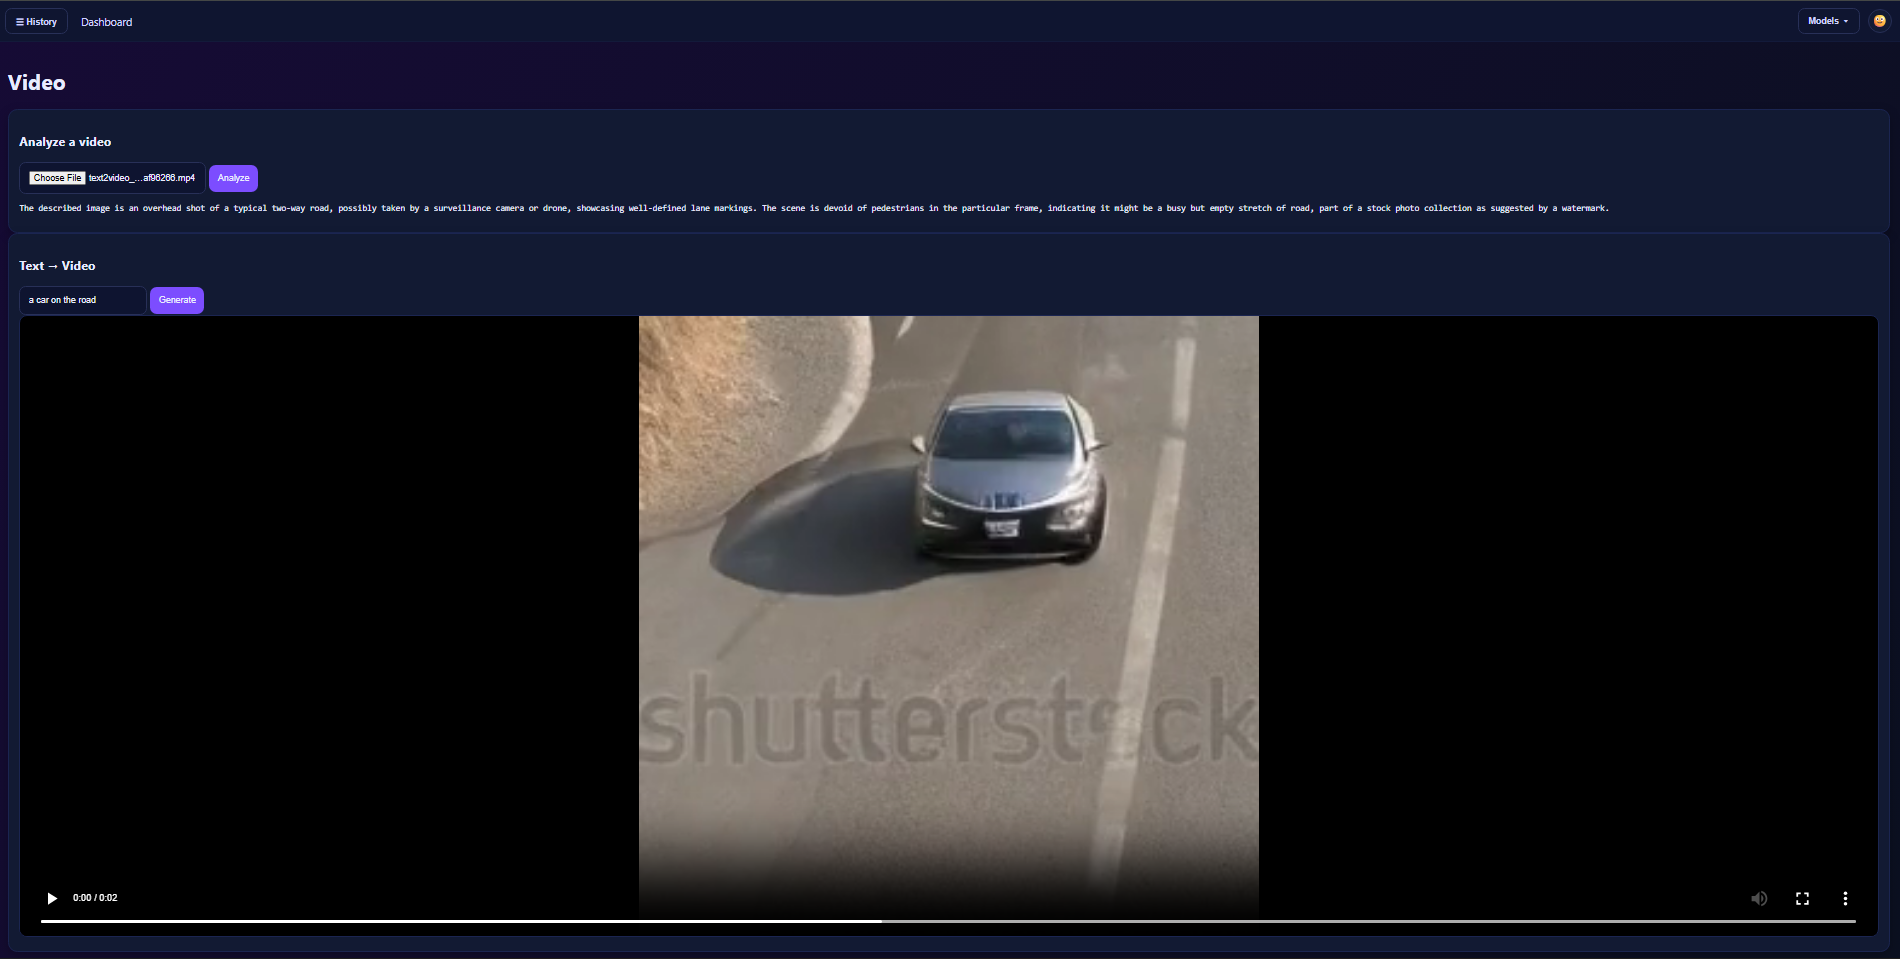 ☰ History
Dashboard
Models
Video
Analyze a video
Choose File text2video_...af96266.mp4
Analyze
The described image is an overhead shot of a typical two-way road, possibly taken by a surveillance camera or drone, showcasing well-defined lane markings. The scene is devoid of pedestrians in the particular frame, indicating it might be a busy but empty stretch of road, part of a stock photo collection as suggested by a watermark.
Text → Video
a car on the road
Generate
shutterstock
0:00 / 0:02